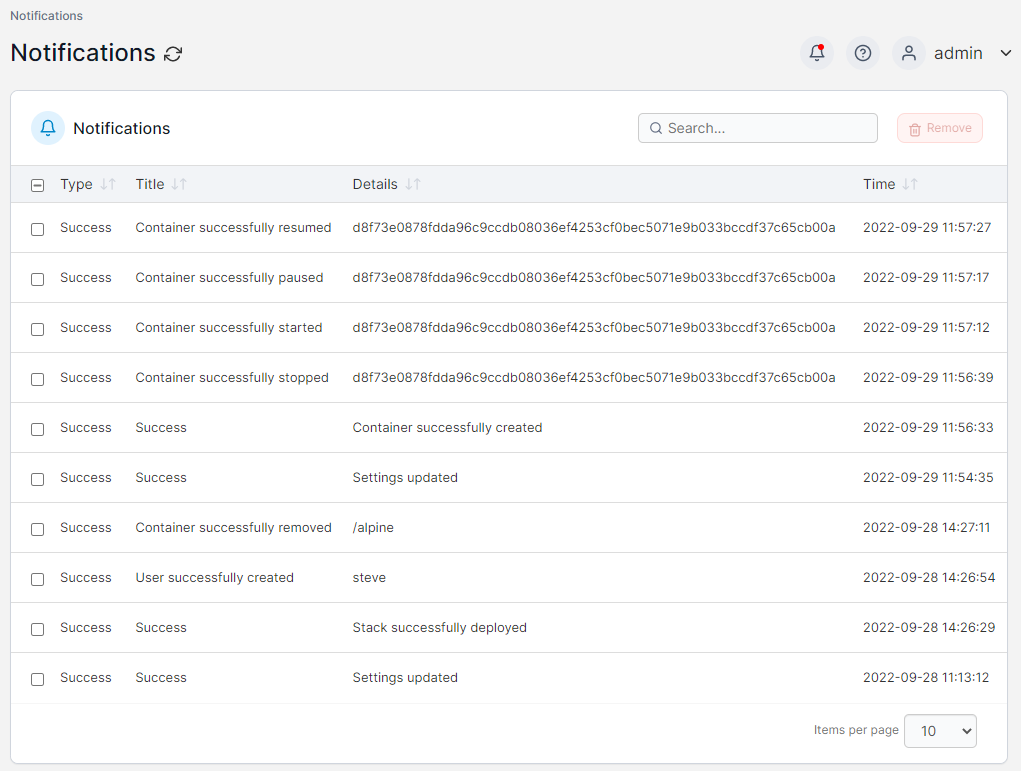 Notifications
Notifications
admin
Notifications
Search...
Remove
Type Title Details Time
Success Container successfully resumed d8f73e0878fdda96c9ccdb08036ef4253cf0bec5071e9b033bccdf37c65cb00a 2022-09-29 11:57:27
Success Container successfully paused d8f73e0878fdda96c9ccdb08036ef4253cf0bec5071e9b033bccdf37c65cb00a 2022-09-29 11:57:17
Success Container successfully started d8f73e0878fdda96c9ccdb08036ef4253cf0bec5071e9b033bccdf37c65cb00a 2022-09-29 11:57:12
Success Container successfully stopped d8f73e0878fdda96c9ccdb08036ef4253cf0bec5071e9b033bccdf37c65cb00a 2022-09-29 11:56:39
Success Success Container successfully created 2022-09-29 11:56:33
Success Success Settings updated 2022-09-29 11:54:35
Success Container successfully removed /alpine 2022-09-28 14:27:11
Success User successfully created steve 2022-09-28 14:26:54
Success Success Stack successfully deployed 2022-09-28 14:26:29
Success Success Settings updated 2022-09-28 11:13:12
Items per page 10